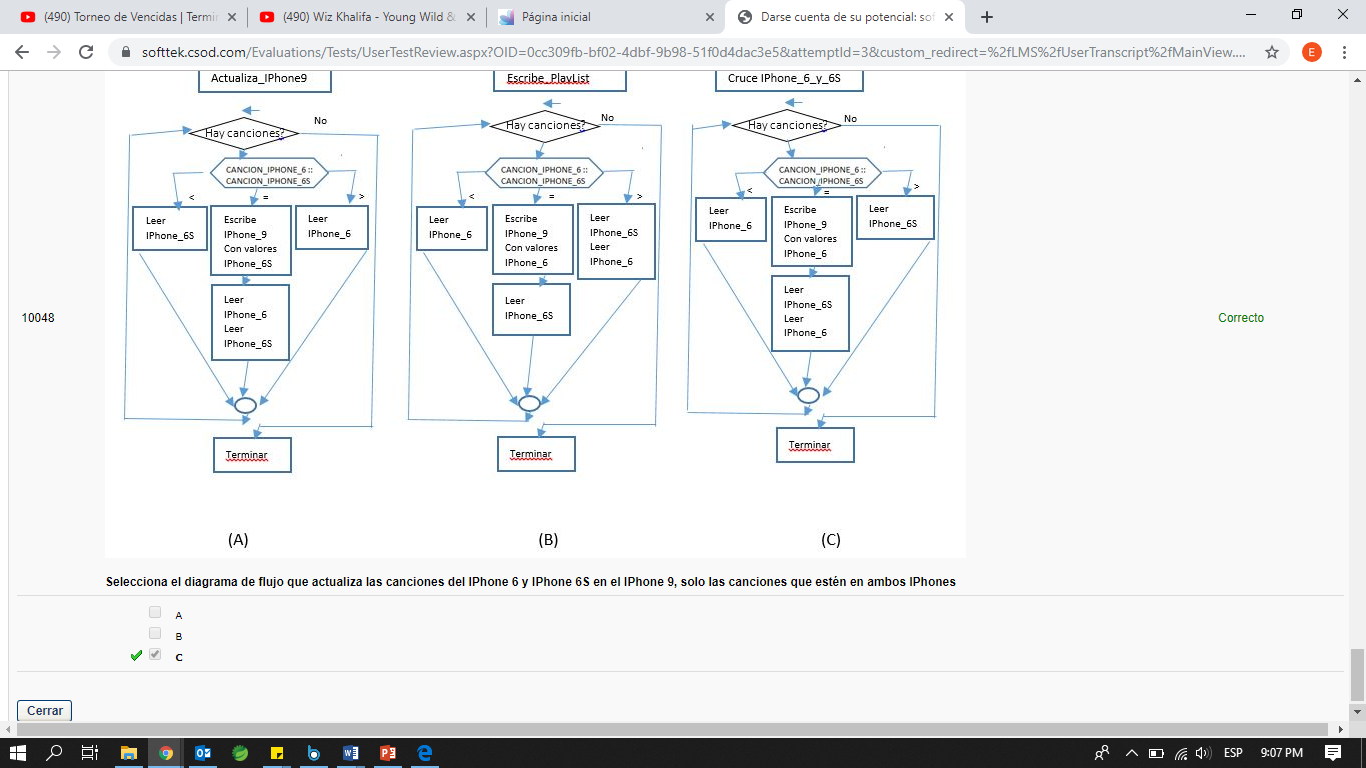 (490) Torneo de Vencidas | Termin
(490) Wiz Khalifa - Young Wild &
Página inicial
Darse cuenta de su potencial: sof
softtek.csod.com/Evaluations/Tests/UserTestReview.aspx?OID=0cc309fb-bf02-4dbf-9b98-51f0d4dac3e5&attemptId=3&custom_redirect=%2fLMS%2fUserTranscript%2fMainView....
E
Actualiza_IPhone9
Hay canciones?
No
CANCION_IPHONE_6 ::
CANCION_IPHONE_6S
<
=
>
Leer
IPhone_6S
Escribe
IPhone_9
Con valores
IPhone_6S
Leer
IPhone_6
Leer
IPhone_6
Leer
IPhone_6S
Terminar
(A)
Escribe_PlayList
Hay canciones?
No
CANCION_IPHONE_6 ::
CANCION_IPHONE_6S
<
=
>
Leer
IPhone_6
Escribe
IPhone_9
Con valores
IPhone_6
Leer
IPhone_6S
Leer
IPhone_6
Leer
IPhone_6S
Terminar
(B)
Cruce IPhone_6_y_6S
Hay canciones?
No
CANCION_IPHONE_6 ::
CANCION_IPHONE_6S
<
=
>
Leer
IPhone_6
Escribe
IPhone_9
Con valores
IPhone_6
Leer
IPhone_6S
Leer
IPhone_6S
Leer
IPhone_6
Terminar
(C)
10048
Correcto
Selecciona el diagrama de flujo que actualiza las canciones del IPhone 6 y IPhone 6S en el IPhone 9, solo las canciones que estén en ambos IPhones
A
B
C
Cerrar
ESP
9:07 PM